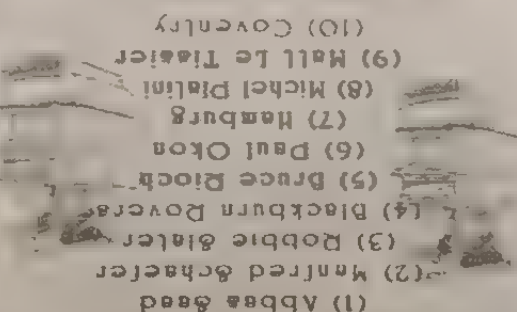 (1) Abbas Saad
(2) Manfred Schaefer
(3) Robbie Slater
(4) Blackburn Rovers
(5) Bruce Rioch
(6) Paul Okon
(7) Hamburg
(8) Michel Platini
(9) Matt Le Tissier
(10) Coventry